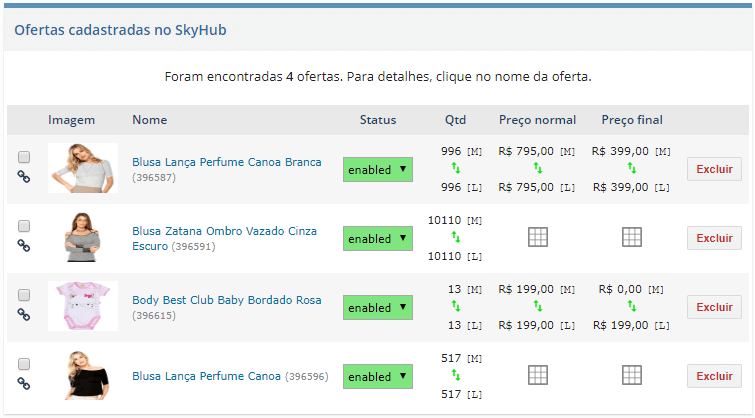 Ofertas cadastradas no SkyHub
Foram encontradas 4 ofertas. Para detalhes, clique no nome da oferta.
Imagem Nome Status Qtd Preço normal Preço final
996 [M] R$ 795,00 [M] R$ 399,00 [M]
Blusa Lança Perfume Canoa Branca
(396587)
enabled
Excluir
996 [L] R$ 795,00 [L] R$ 399,00 [L]
10110 [M]
Blusa Zatana Ombro Vazado Cinza
Escuro (396591)
enabled
Excluir
10110 [L]
13 [M] R$ 199,00 [M] R$ 0,00 [M]
Body Best Club Baby Bordado Rosa
(396615)
enabled
Excluir
13 [L] R$ 199,00 [L] R$ 199,00 [L]
517 [M]
Blusa Lança Perfume Canoa (396596)
enabled
Excluir
517 [L]